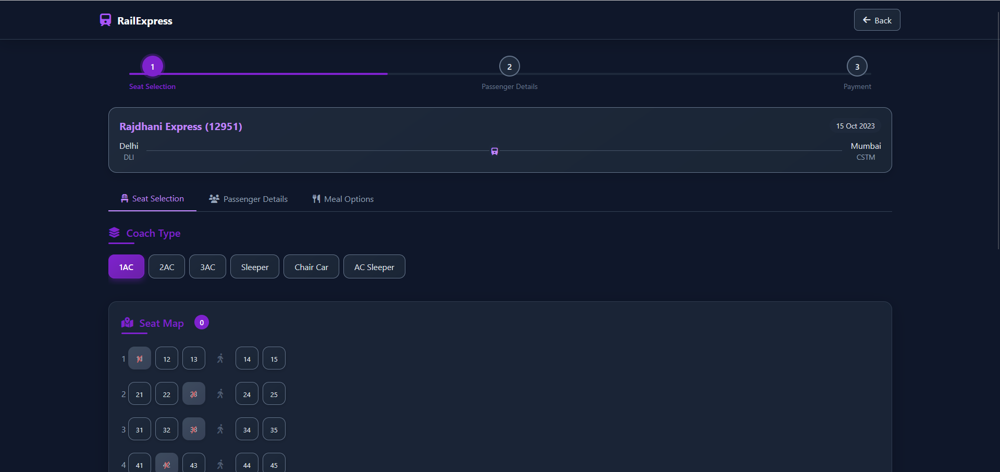 RailExpress
Back
1
2
3
Seat Selection
Passenger Details
Payment
Rajdhani Express (12951)
15 Oct 2023
Delhi
Mumbai
DLI
CSTM
Seat Selection
Passenger Details
Meal Options
Coach Type
1AC
2AC
3AC
Sleeper
Chair Car
AC Sleeper
Seat Map 0
1 11 12 13 14 15
2 21 22 23 24 25
3 31 32 33 34 35
4 41 42 43 44 45